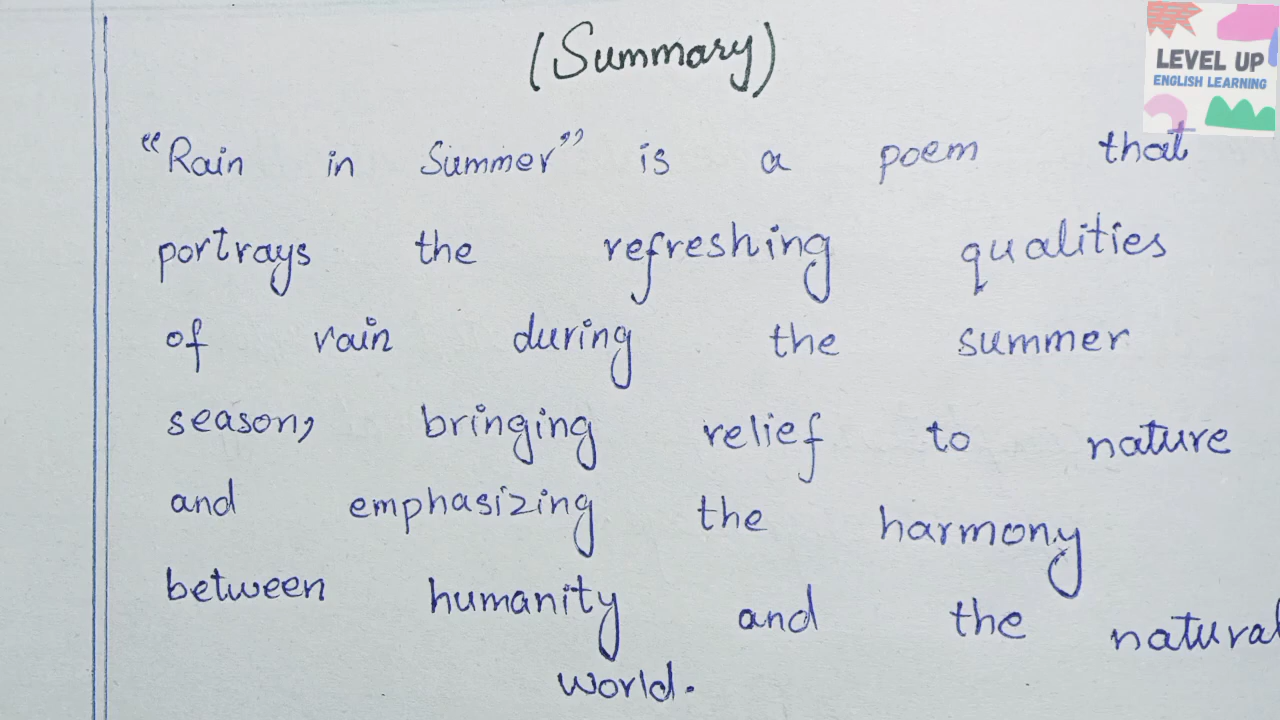 (Summary)
LEVEL UP
ENGLISH LEARNING
“Rain in Summer” is a poem that
portrays the refreshing qualities
of rain during the summer
season, bringing relief to nature
and emphasizing the harmony
between humanity and the natural
world.